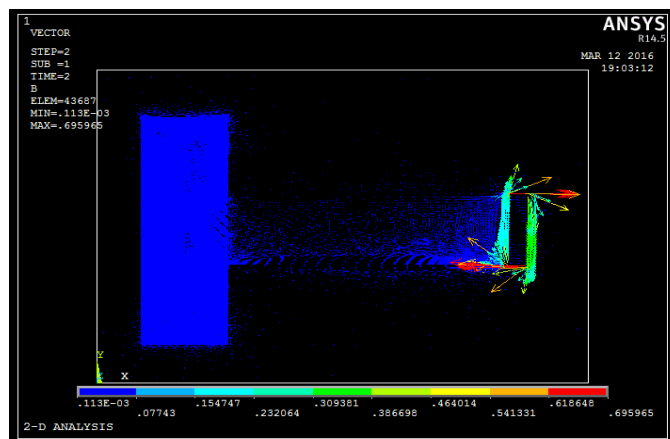 1
ANSYS
R14.5
VECTOR
STEP=2
SUB =1
TIME=2
B
ELEM=43687
MIN=.113E-03
MAX=.695965
MAR 12 2016
19:03:12
Y
X
.113E-03 .154747 .309381 .464014 .618648
.07743 .232064 .386698 .541331 .695965
2-D ANALYSIS